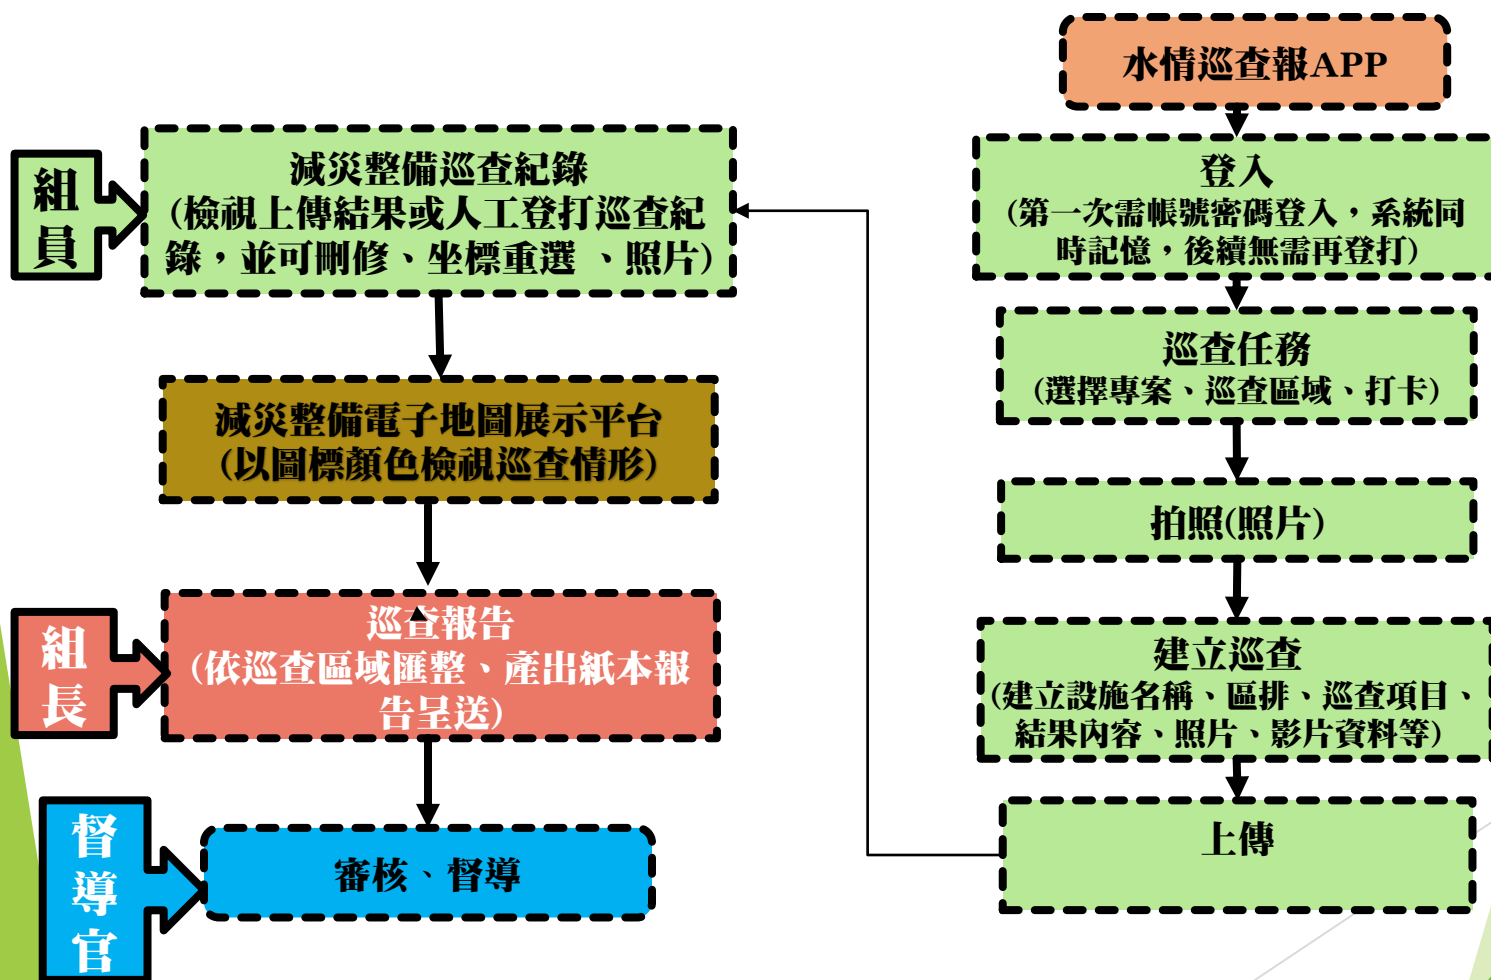 水情巡查報APP
登入
(第一次需帳號密碼登入，系統同
時記憶，後續無需再登打)
巡查任務
(選擇專案、巡查區域、打卡)
拍照(照片)
建立巡查
(建立設施名稱、區排、巡查項目、
結果內容、照片、影片資料等)
上傳
組
員
減災整備巡查紀錄
(檢視上傳結果或人工登打巡查紀
錄，並可刪修、坐標重選 、照片)
減災整備電子地圖展示平台
(以圖標顏色檢視巡查情形)
組
長
巡查報告
(依巡查區域匯整、產出紙本報
告呈送)
督
導
官
審核、督導